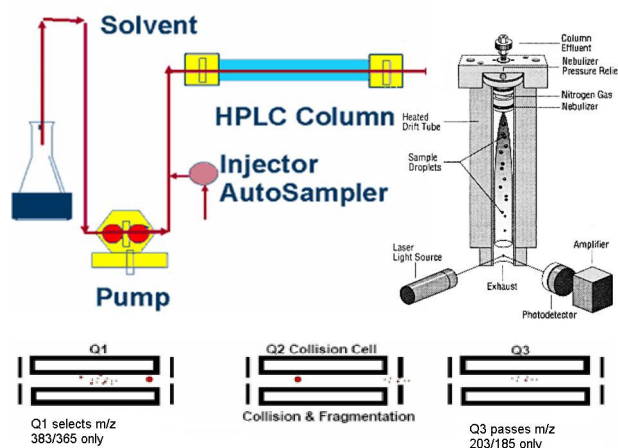 Solvent
HPLC Column
Injector
AutoSampler
Pump
Column
Effluent
Nebulizer
Pressure Relie
Nitrogen Gas
Nebulizer
Heated
Drift Tube
Sample
Droplets
Laser
Light Source
Exhaust
Amplifier
Photodetector
Q1
Q2 Collision Cell
Q3
Q1 selects m/z
383/365 only
Collision & Fragmentation
Q3 passes m/z
203/185 only